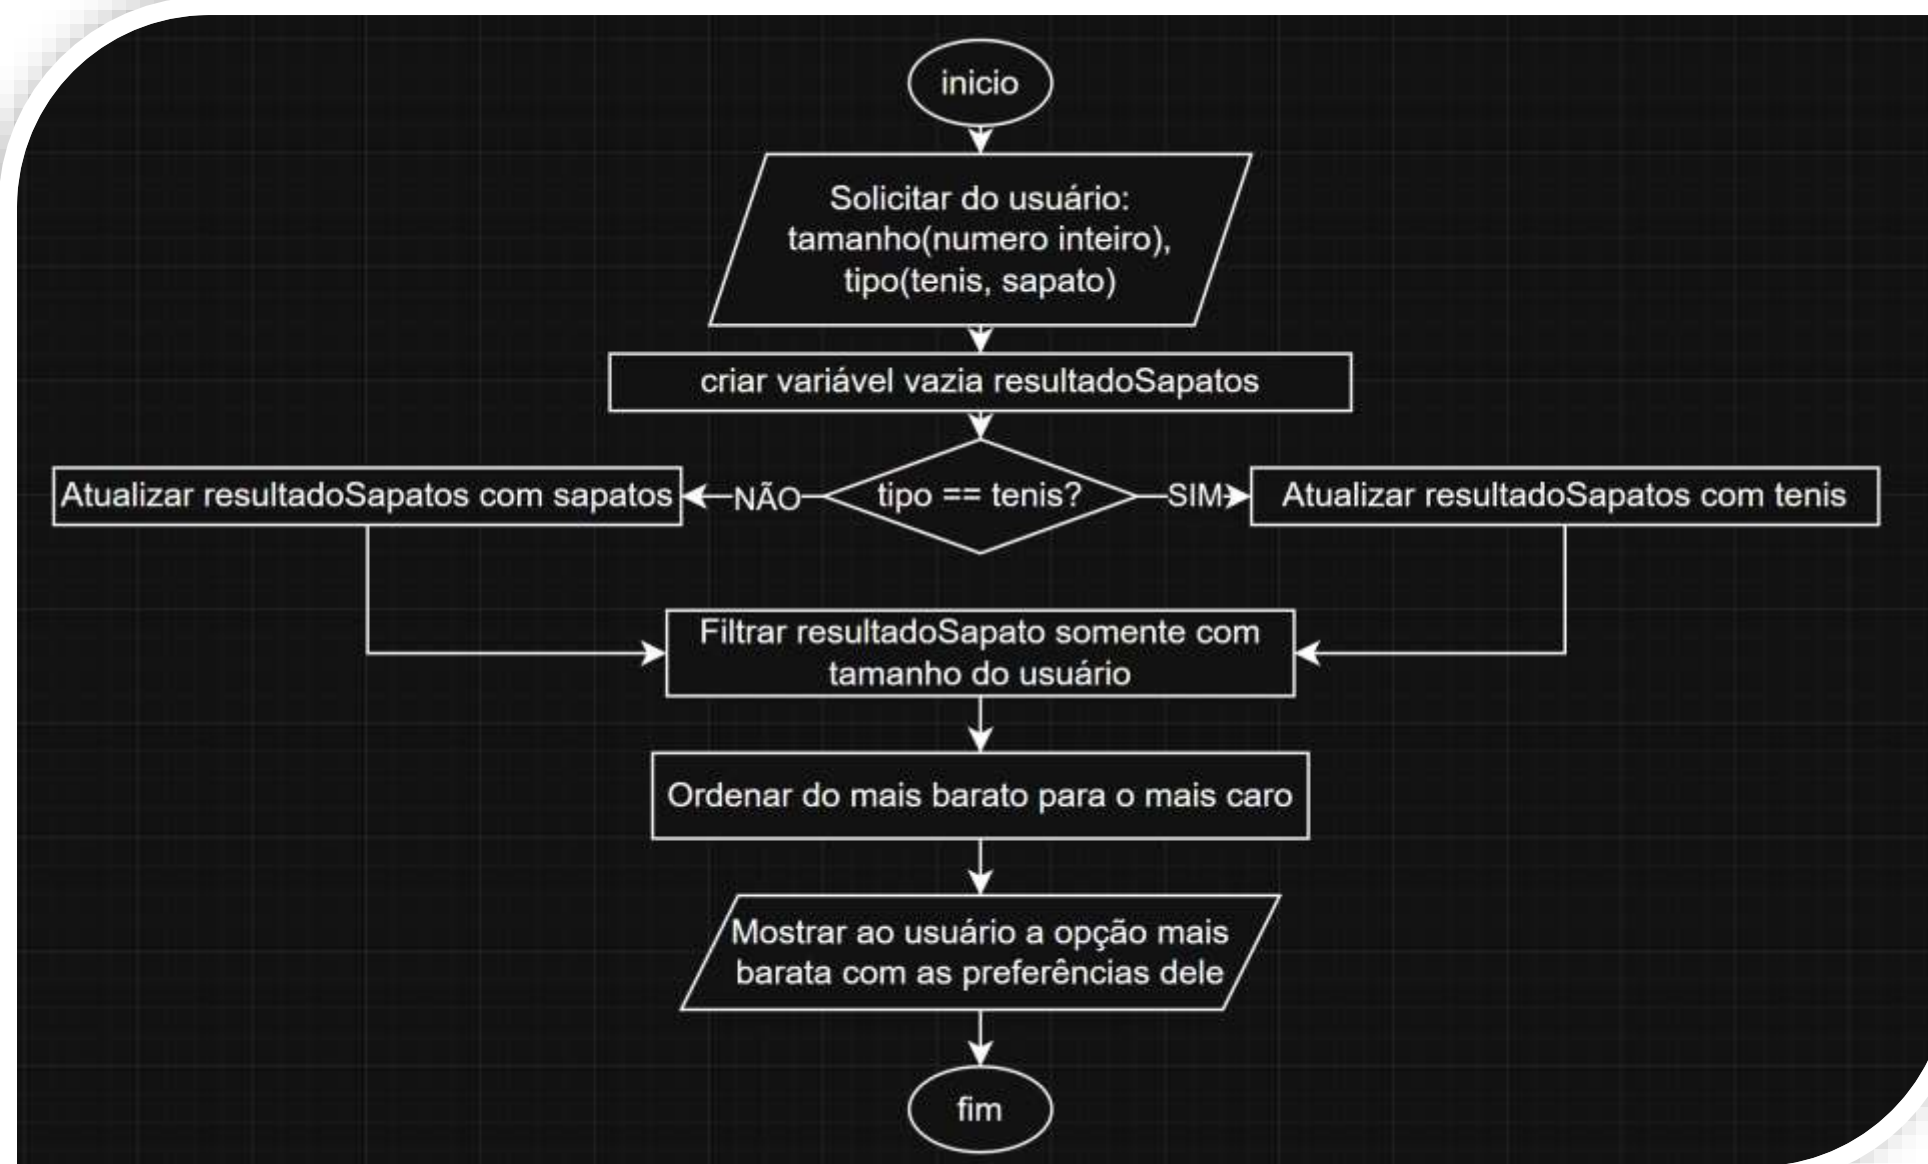 inicio
Solicitar do usuário:
tamanho(numero inteiro),
tipo(tenis, sapato)
criar variável vazia resultadoSapatos
Atualizar resultadoSapatos com sapatos
NÃO
tipo == tenis?
SIM
Atualizar resultadoSapatos com tenis
Filtrar resultadoSapato somente com
tamanho do usuário
Ordenar do mais barato para o mais caro
Mostrar ao usuário a opção mais
barata com as preferências dele
fim